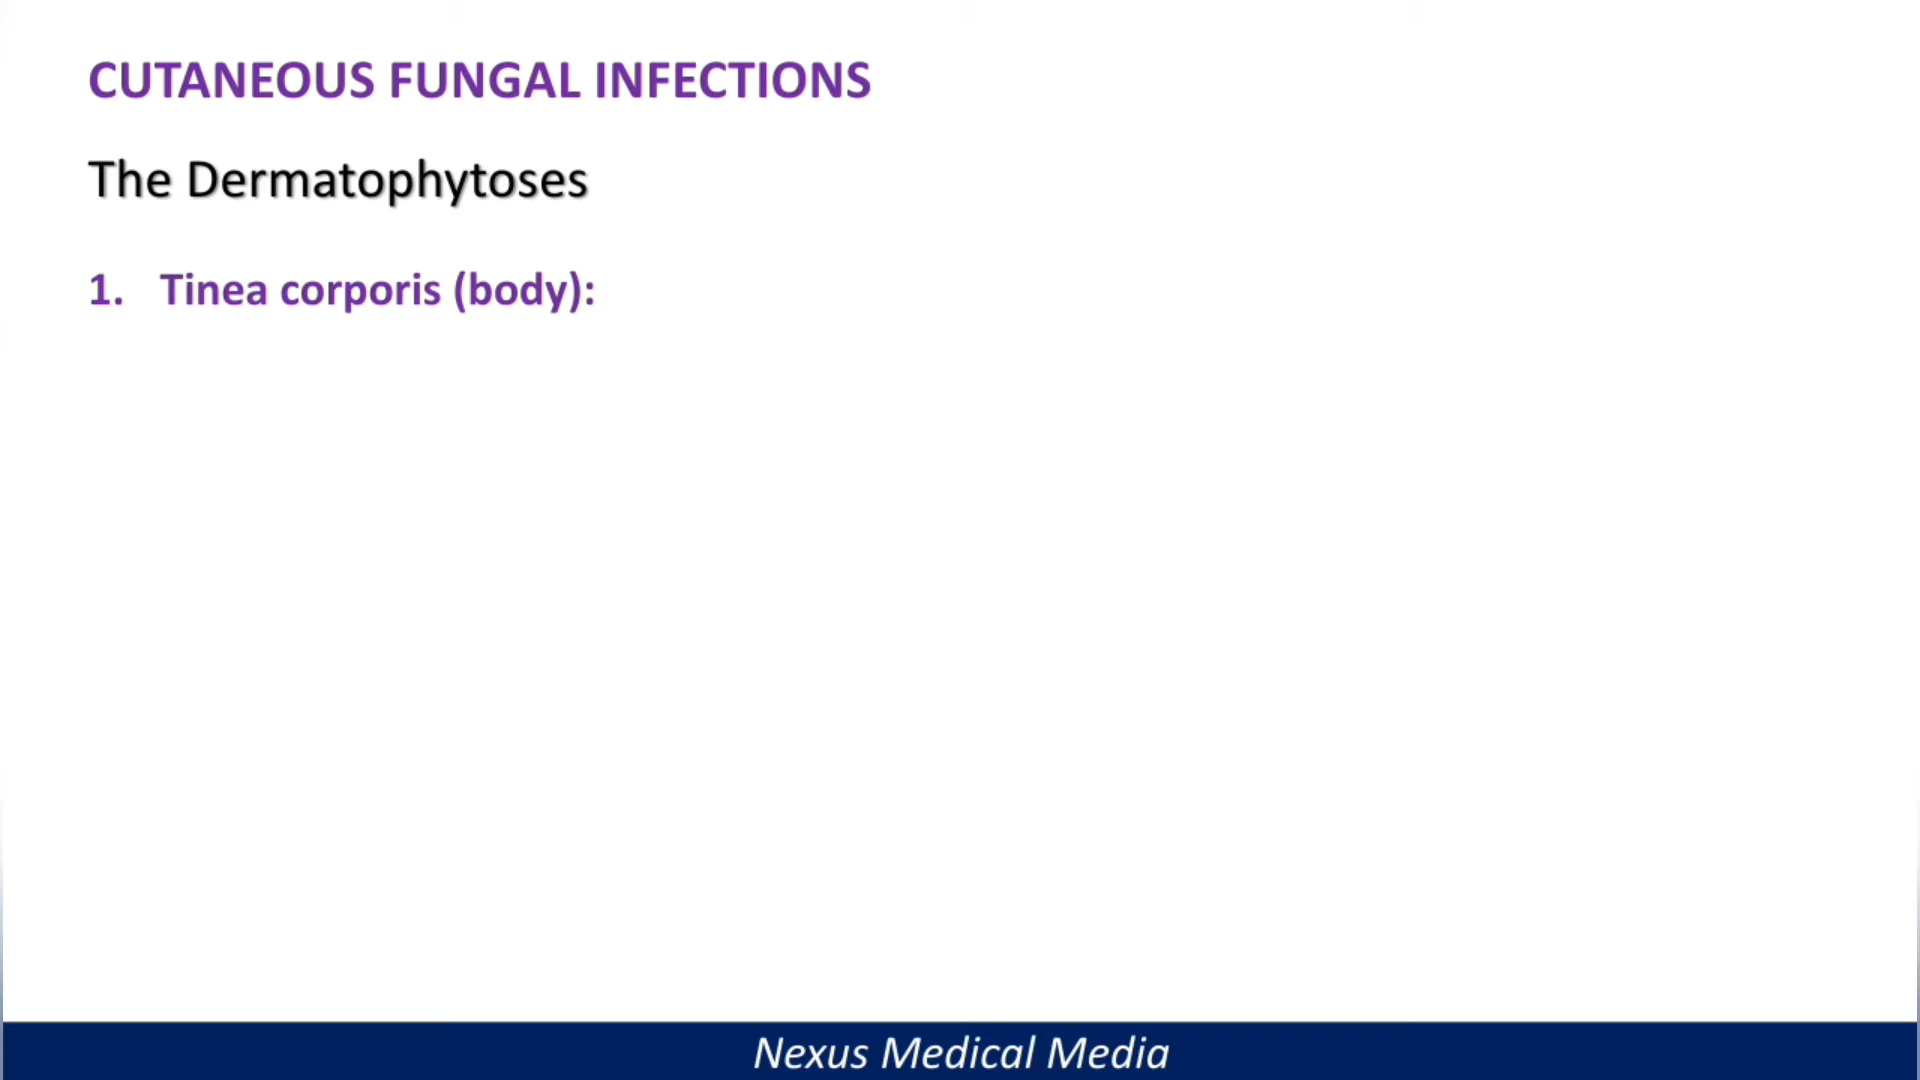 CUTANEOUS FUNGAL INFECTIONS
The Dermatophytoses
1. Tinea corporis (body):
Nexus Medical Media